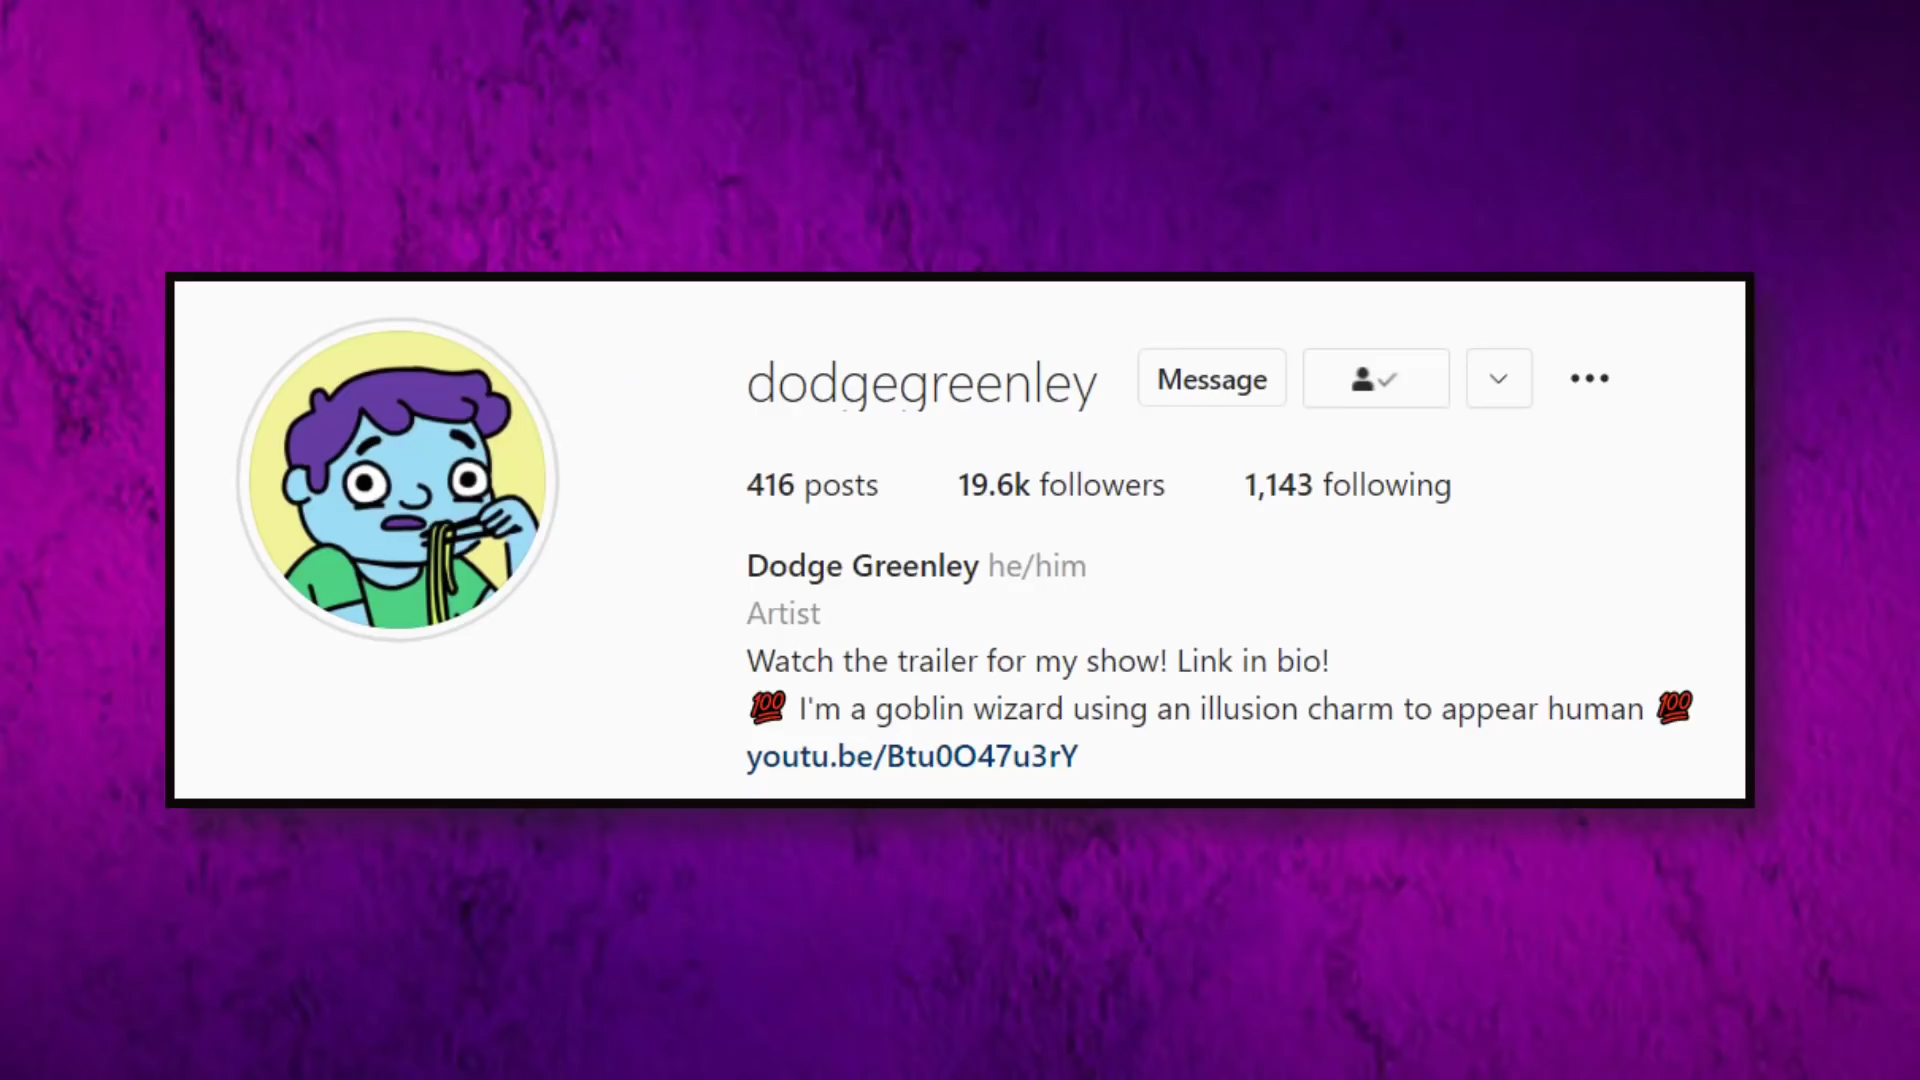 dodgegreenley Message
416 posts 19.6k followers 1,143 following
Dodge Greenley he/him
Artist
Watch the trailer for my show! Link in bio!
💯 I'm a goblin wizard using an illusion charm to appear human 💯
youtu.be/Btu0O47u3rY